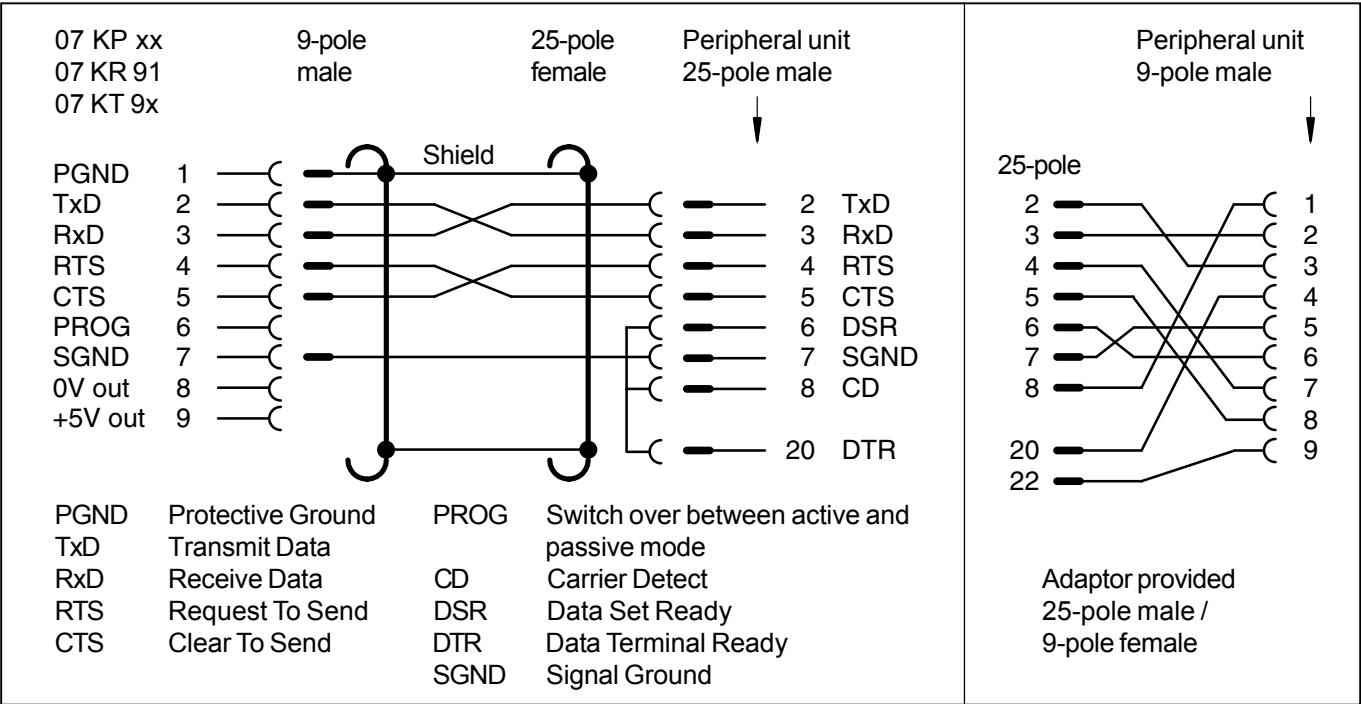 07 KP xx 9-pole 25-pole Peripheral unit
07 KR 91 male female 25-pole male
07 KT 9x
Shield
PGND 1
TxD 2 2 TxD
RxD 3 3 RxD
RTS 4 4 RTS
CTS 5 5 CTS
PROG 6 6 DSR
SGND 7 7 SGND
0V out 8 8 CD
+5V out 9
20 DTR
PGND Protective Ground PROG Switch over between active and
TxD Transmit Data passive mode
RxD Receive Data CD Carrier Detect
RTS Request To Send DSR Data Set Ready
CTS Clear To Send DTR Data Terminal Ready
SGND Signal Ground
Peripheral unit
9-pole male
25-pole
2 1
3 2
4 3
5 4
6 5
7 6
8 7
8
20 9
22
Adaptor provided
25-pole male /
9-pole female